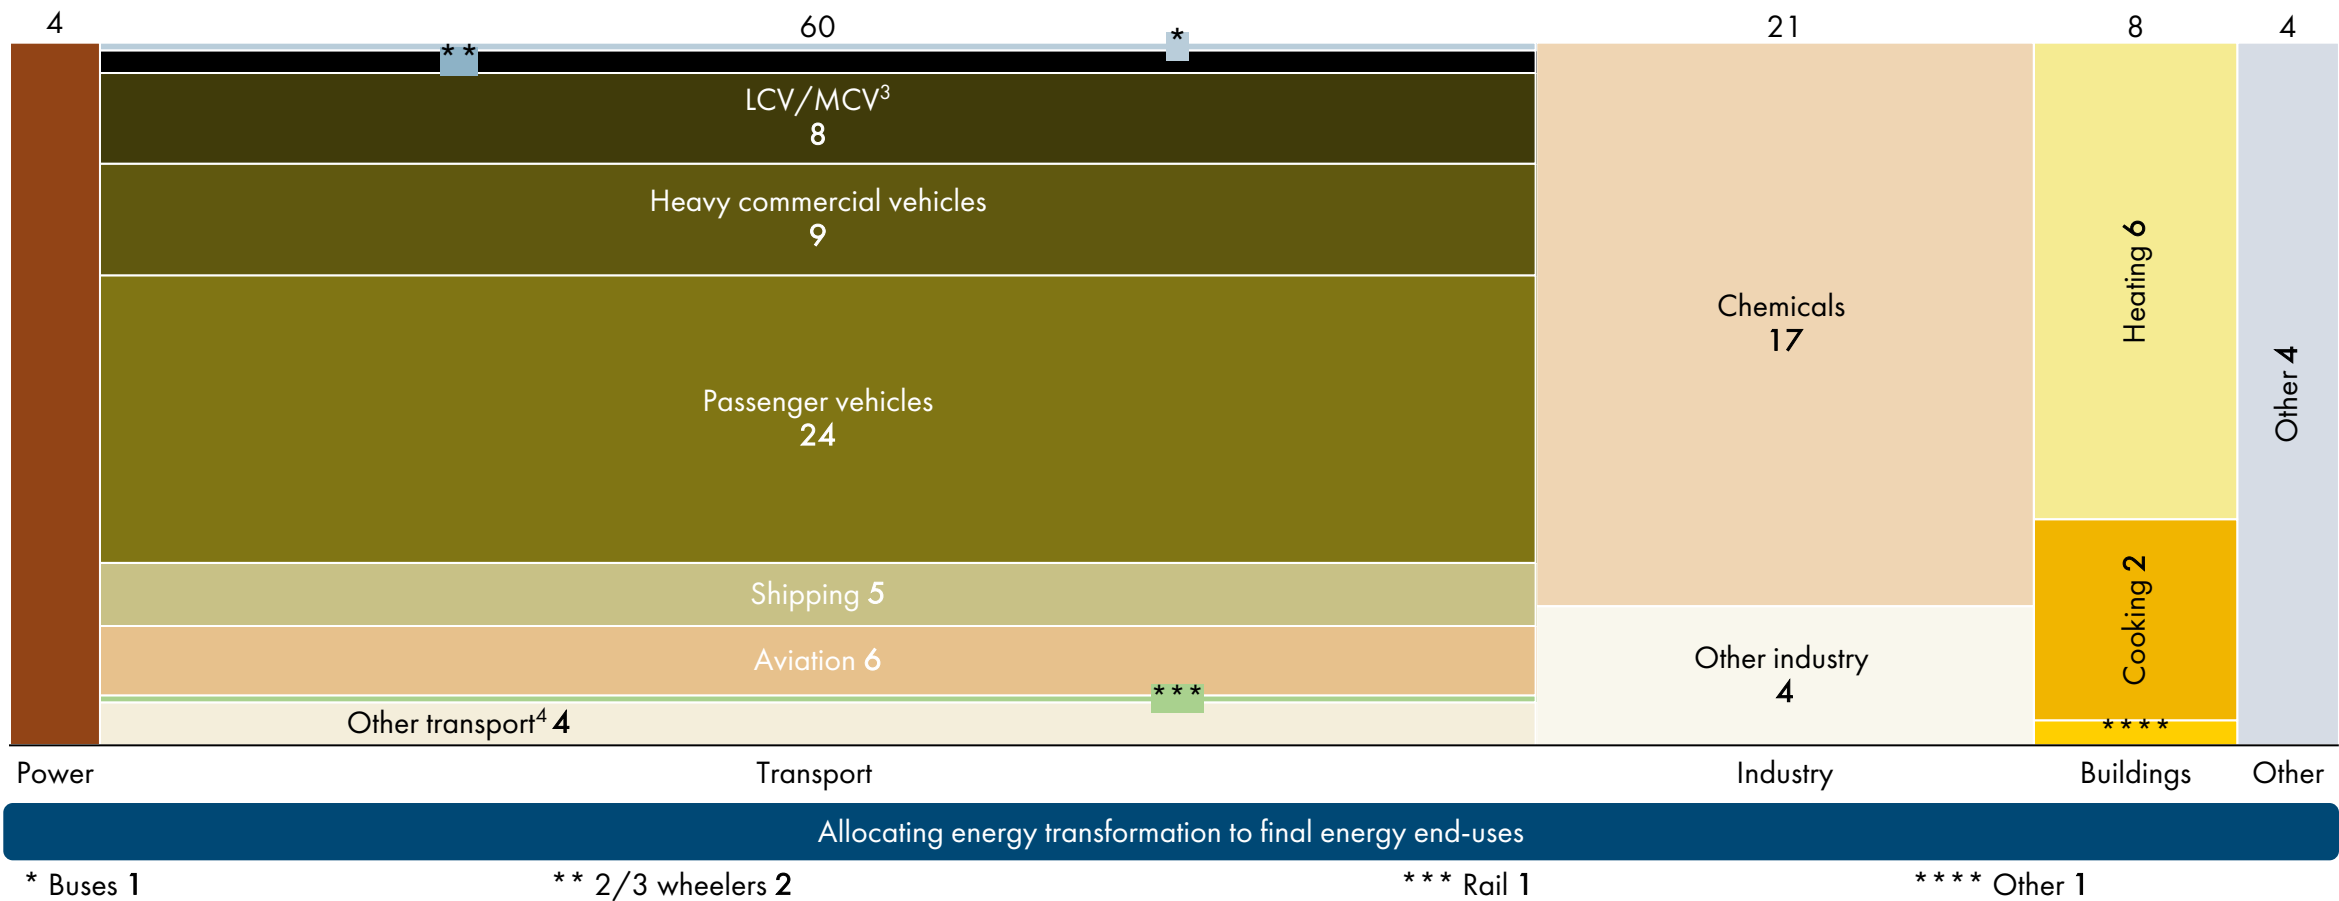 4 60 21 8 4
* *
*
LCV/MCV³
8
Heavy commercial vehicles
9
Passenger vehicles
24
Shipping 5
Aviation 6
* * *
Other transport⁴ 4
Chemicals
17
Other industry
4
Heating 6
Cooking 2
* * * *
Other 4
Power Transport Industry Buildings Other
Allocating energy transformation to final energy end-uses
* Buses 1 * * 2/3 wheelers 2 * * * Rail 1 * * * * Other 1